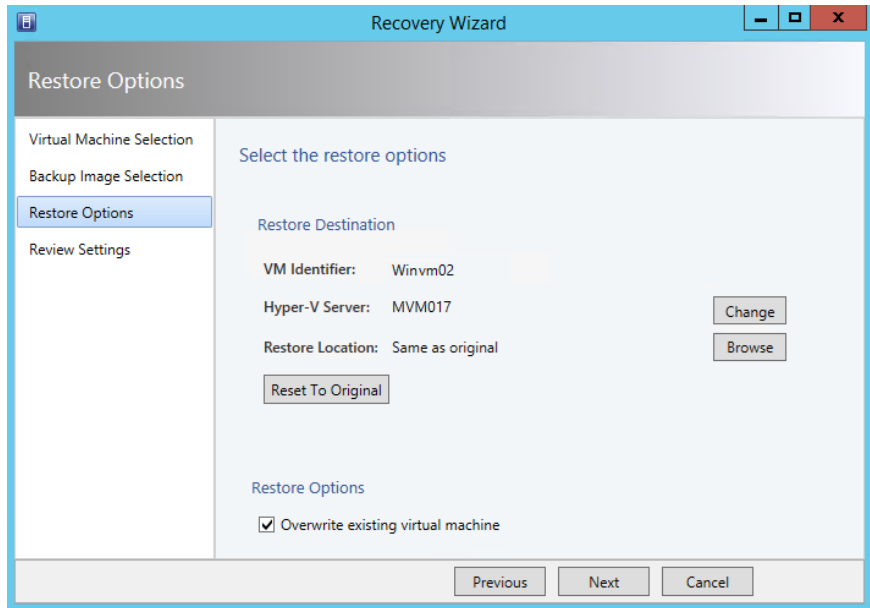 Recovery Wizard
X
Restore Options
Virtual Machine Selection
Backup Image Selection
Restore Options
Review Settings
Select the restore options
Restore Destination
VM Identifier: Winvm02
Hyper-V Server: MVM017 Change
Restore Location: Same as original Browse
Reset To Original
Restore Options
Overwrite existing virtual machine
Previous Next Cancel